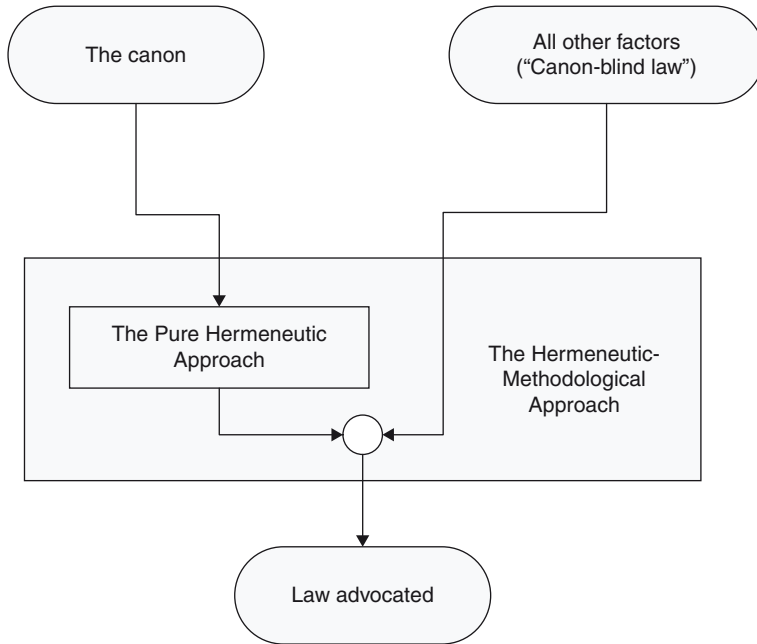 The canon
All other factors
(“Canon-blind law”)
The Pure Hermeneutic
Approach
The Hermeneutic-
Methodological
Approach
Law advocated